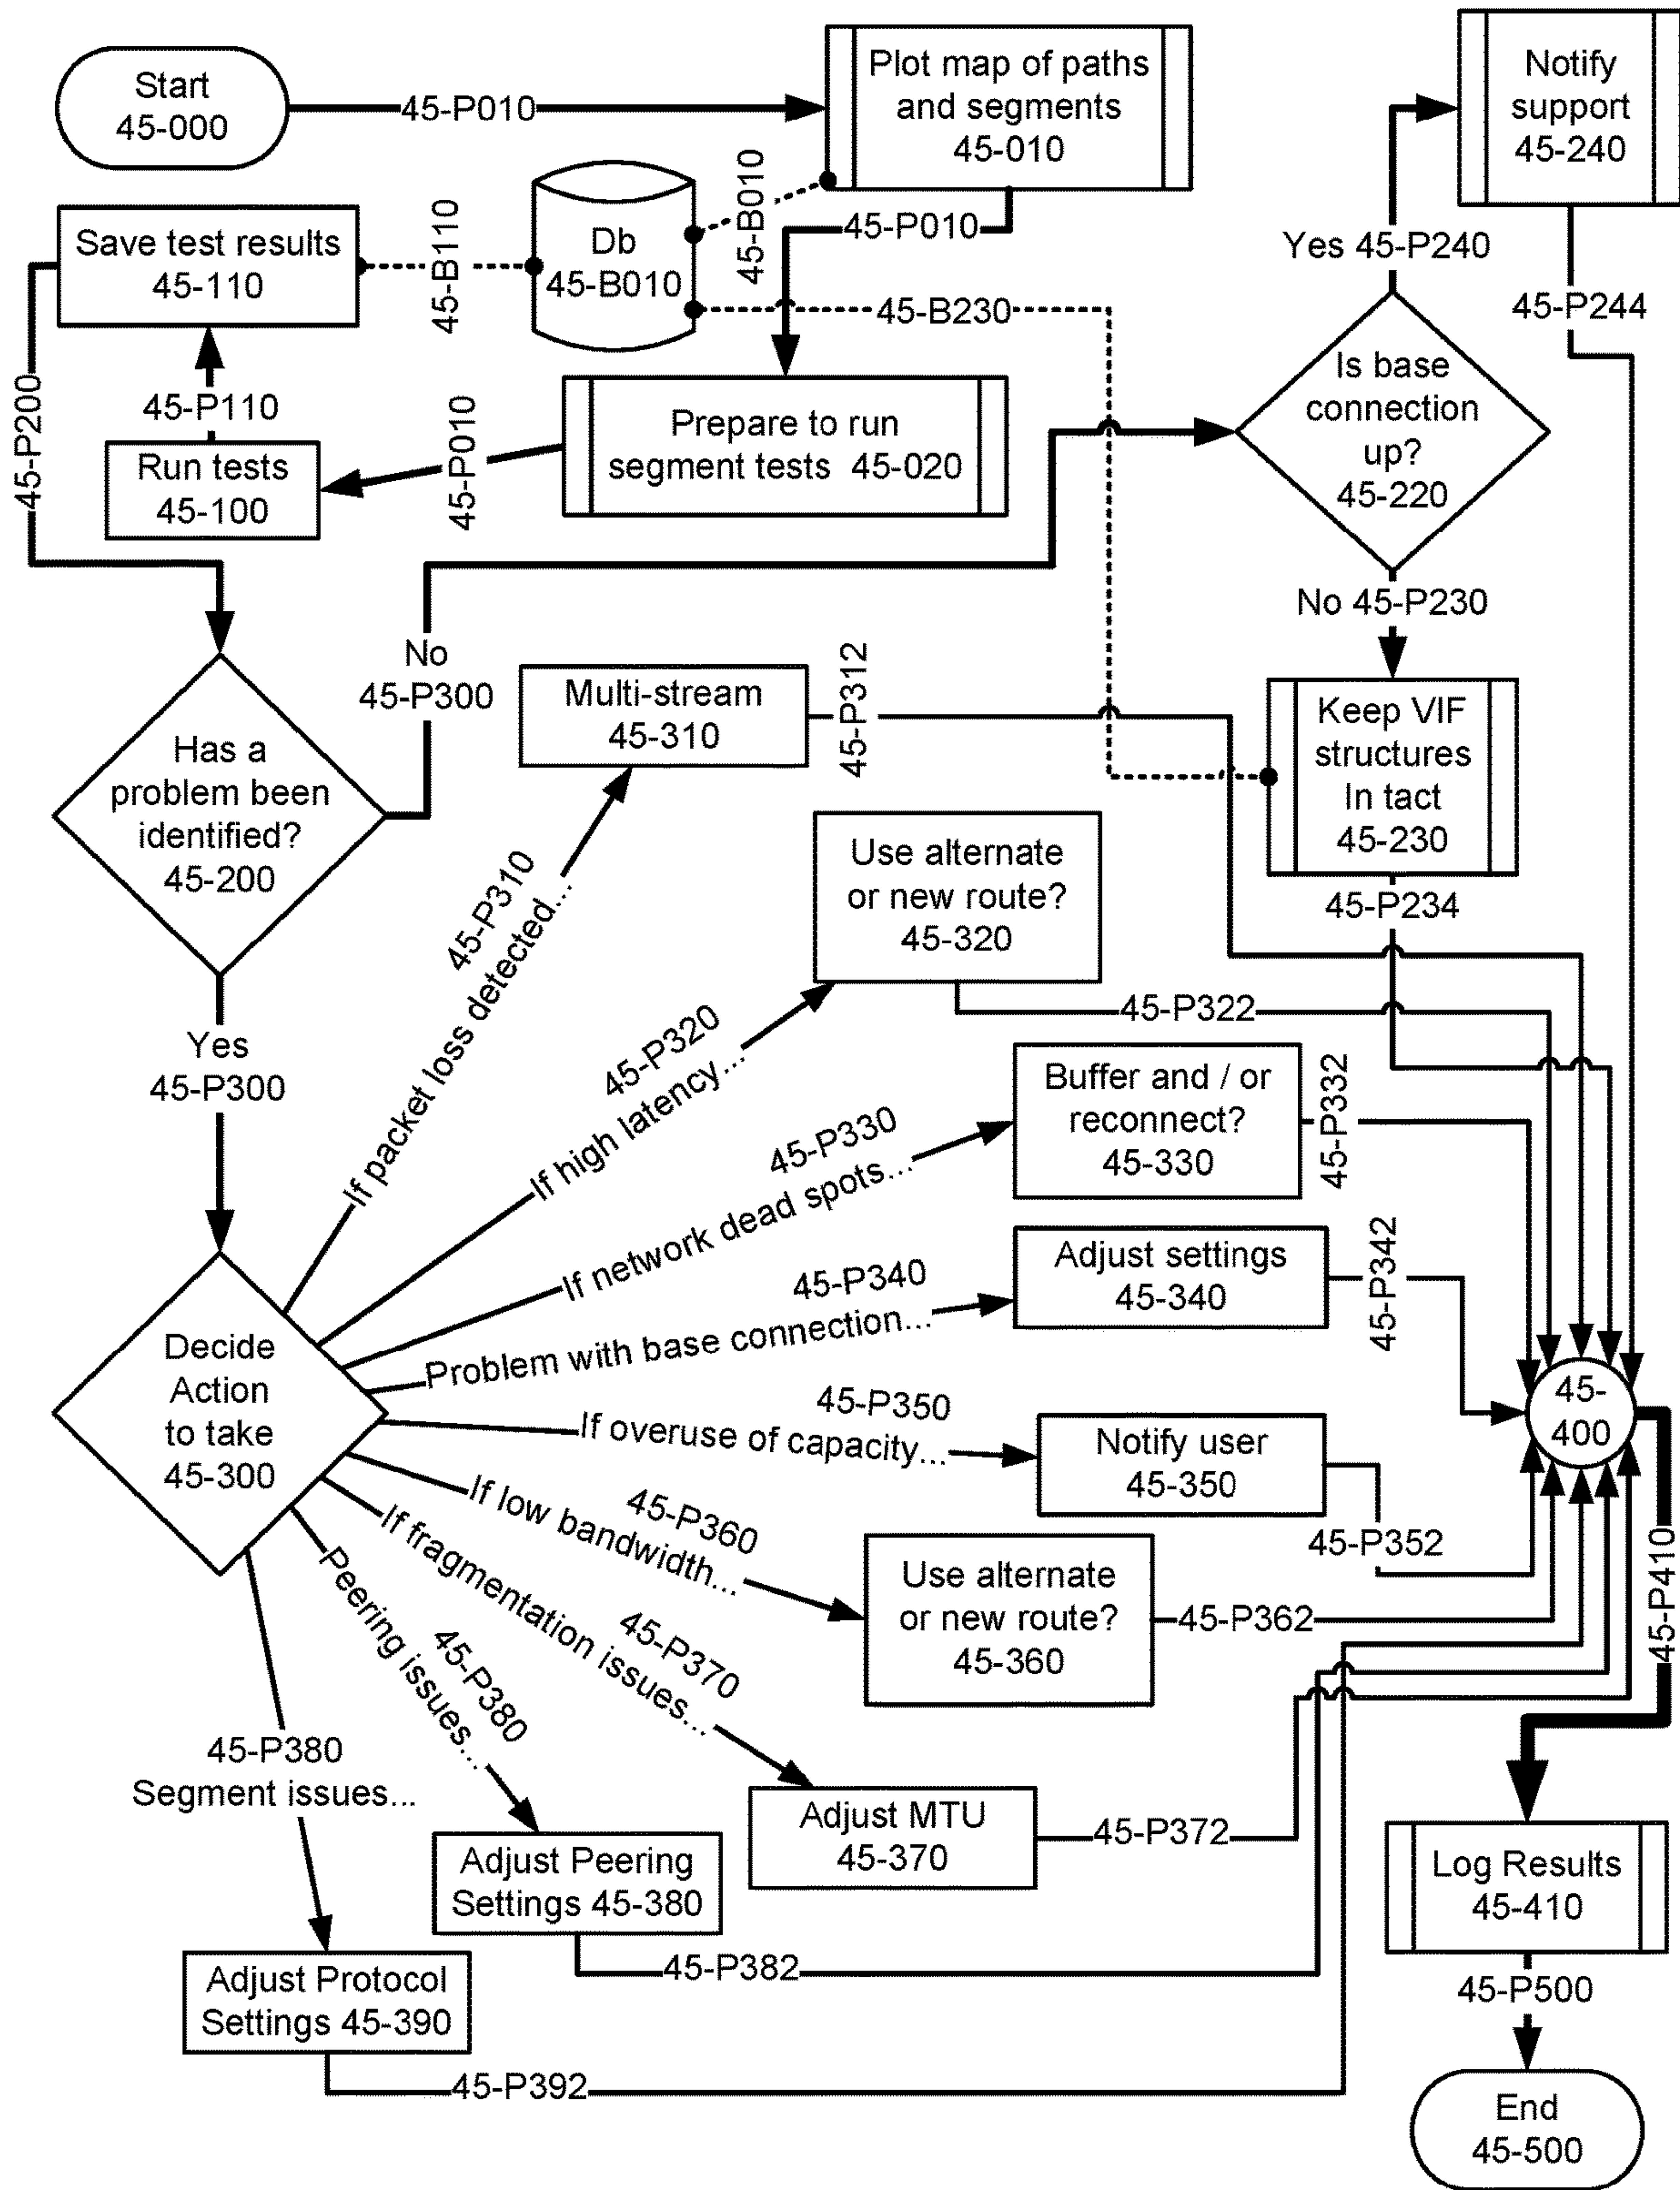 Start
45-000
45-P010
Plot map of paths
and segments
45-010
Notify
support
45-240
45-B010
45-P010
Save test results
45-110
45-B110
Db
45-B010
45-B230
Yes 45-P240
45-P244
45-P200
45-P110
Run tests
45-100
45-P010
Prepare to run
segment tests 45-020
Is base
connection
up?
45-220
No 45-P230
No
45-P300
Has a
problem been
identified?
45-200
Multi-stream
45-310
45-P312
Keep VIF
structures
In tact
45-230
45-P234
45-P310
If packet loss detected...
Use alternate
or new route?
45-320
45-P322
Yes
45-P300
45-P320
If high latency...
Buffer and / or
reconnect?
45-330
45-P332
45-P330
If network dead spots...
Adjust settings
45-340
45-P342
45-P340
Problem with base connection...
Decide
Action
to take
45-300
45-P350
If overuse of capacity...
Notify user
45-350
45-P352
45-
400
45-P410
45-P360
If low bandwidth...
Use alternate
or new route?
45-360
45-P362
45-P370
If fragmentation issues...
45-P380
Peering issues...
45-P380
Segment issues...
Adjust MTU
45-370
45-P372
Adjust Peering
Settings 45-380
45-P382
Log Results
45-410
45-P500
Adjust Protocol
Settings 45-390
45-P392
End
45-500